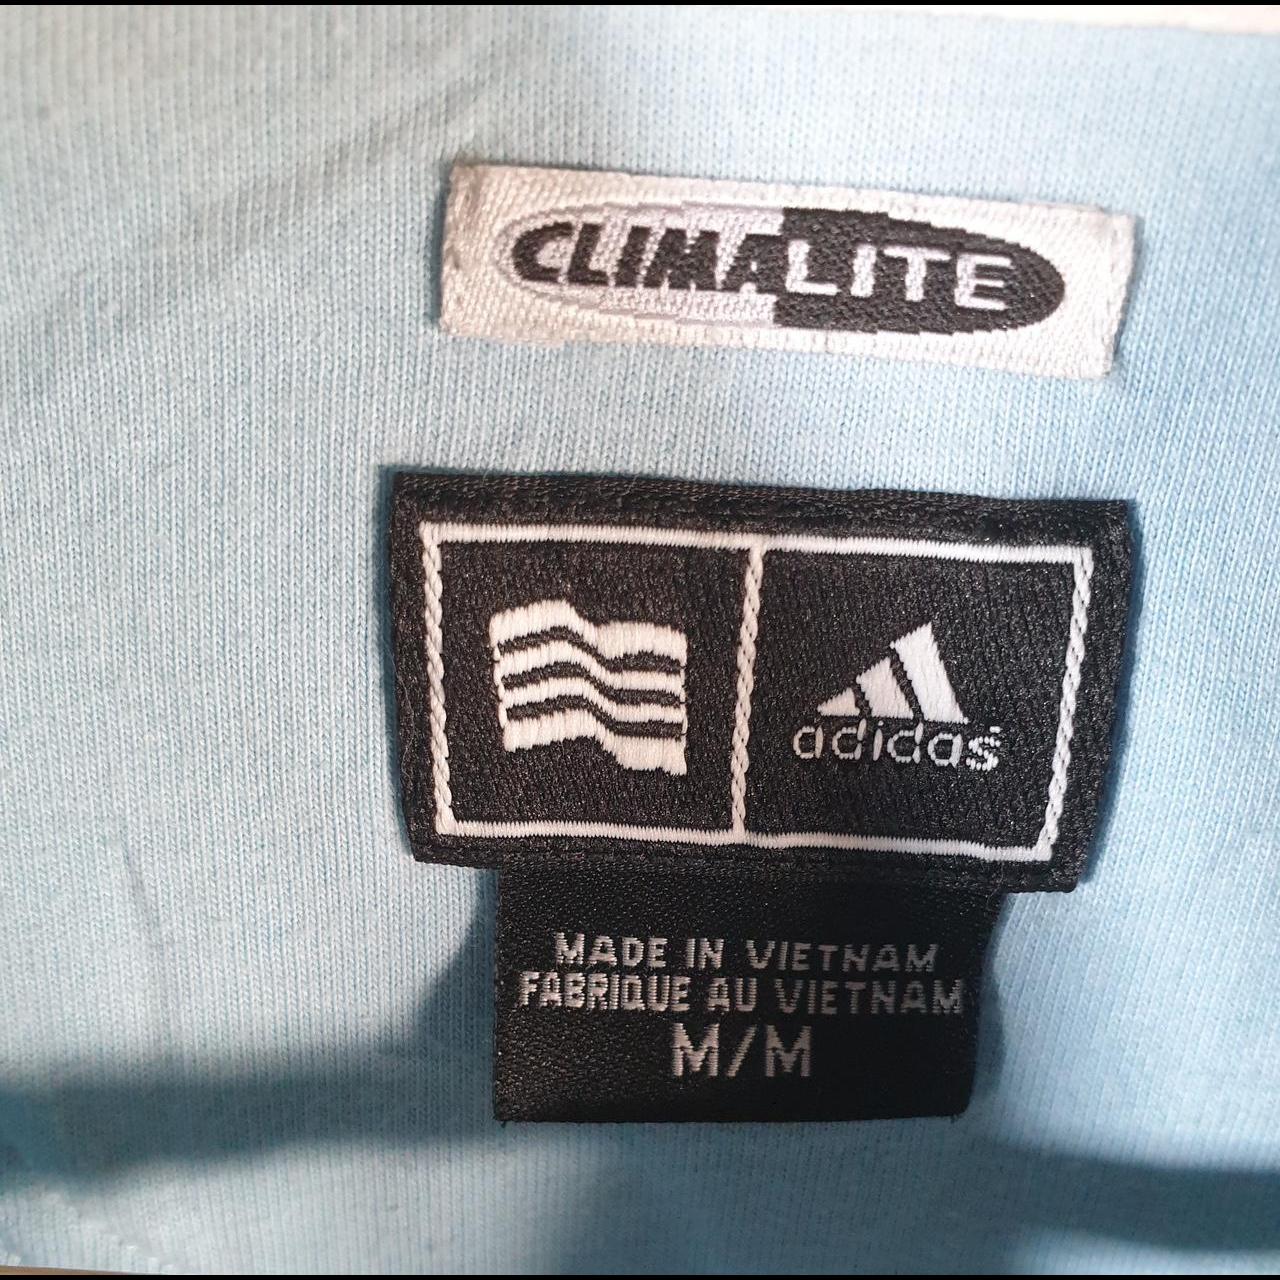 CLIMALITE
adidas
MADE IN VIETNAM
FABRIQUE AU VIETNAM
M/M